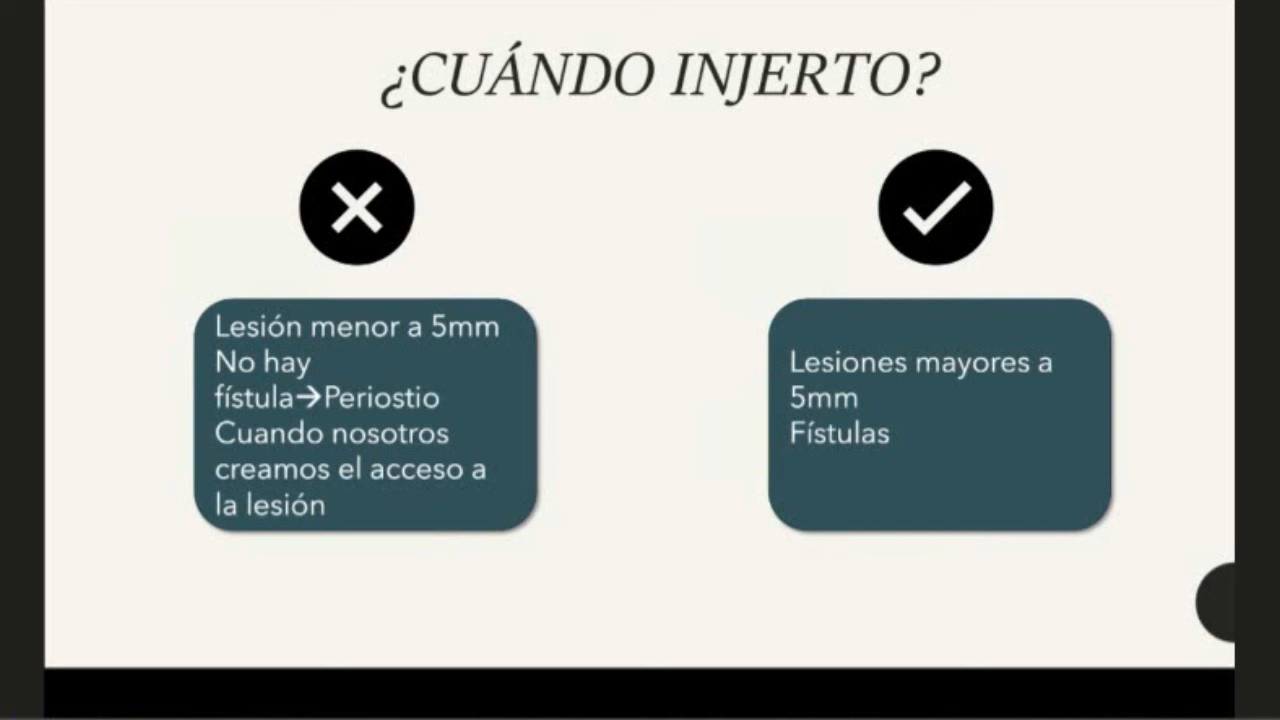 ¿CUÁNDO INJERTO?
Lesión menor a 5mm
No hay
fístula→Periostio
Cuando nosotros
creamos el acceso a
la lesión
Lesiones mayores a
5mm
Fístulas